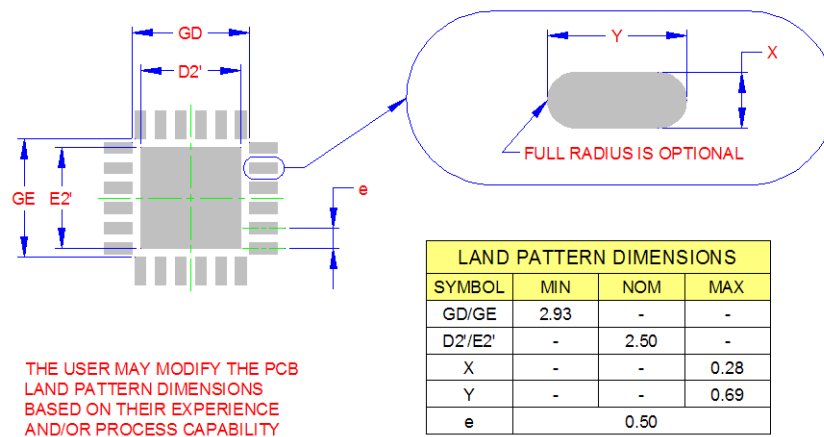 GD
D2'
GE
E2'
e
Y
X
FULL RADIUS IS OPTIONAL
LAND PATTERN DIMENSIONS
SYMBOL MIN NOM MAX
GD/GE 2.93 - -
D2'/E2' - 2.50 -
X - - 0.28
Y - - 0.69
e 0.50
THE USER MAY MODIFY THE PCB
LAND PATTERN DIMENSIONS
BASED ON THEIR EXPERIENCE
AND/OR PROCESS CAPABILITY